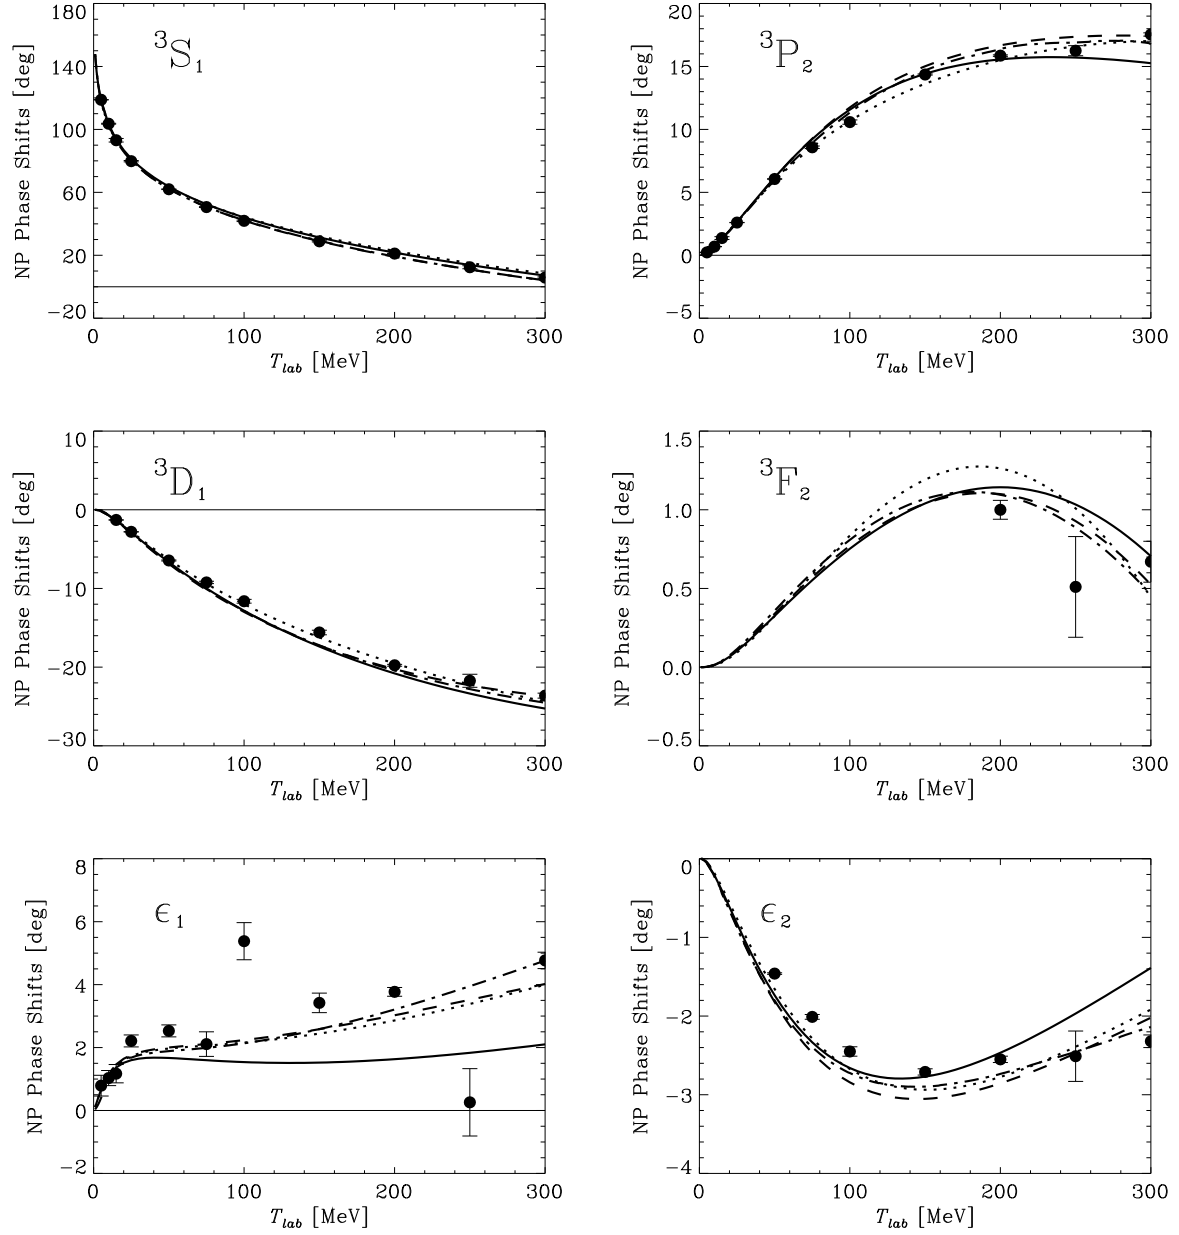 NP Phase Shifts [deg]
180
140
100
60
20
−20
³S₁
0 100 200 300
T_lab [MeV]
NP Phase Shifts [deg]
20
15
10
5
0
−5
³P₂
0 100 200 300
T_lab [MeV]
NP Phase Shifts [deg]
10
0
−10
−20
−30
³D₁
0 100 200 300
T_lab [MeV]
NP Phase Shifts [deg]
1.5
1.0
0.5
0.0
−0.5
³F₂
0 100 200 300
T_lab [MeV]
NP Phase Shifts [deg]
8
6
4
2
0
−2
ϵ₁
0 100 200 300
T_lab [MeV]
NP Phase Shifts [deg]
0
−1
−2
−3
−4
ϵ₂
0 100 200 300
T_lab [MeV]